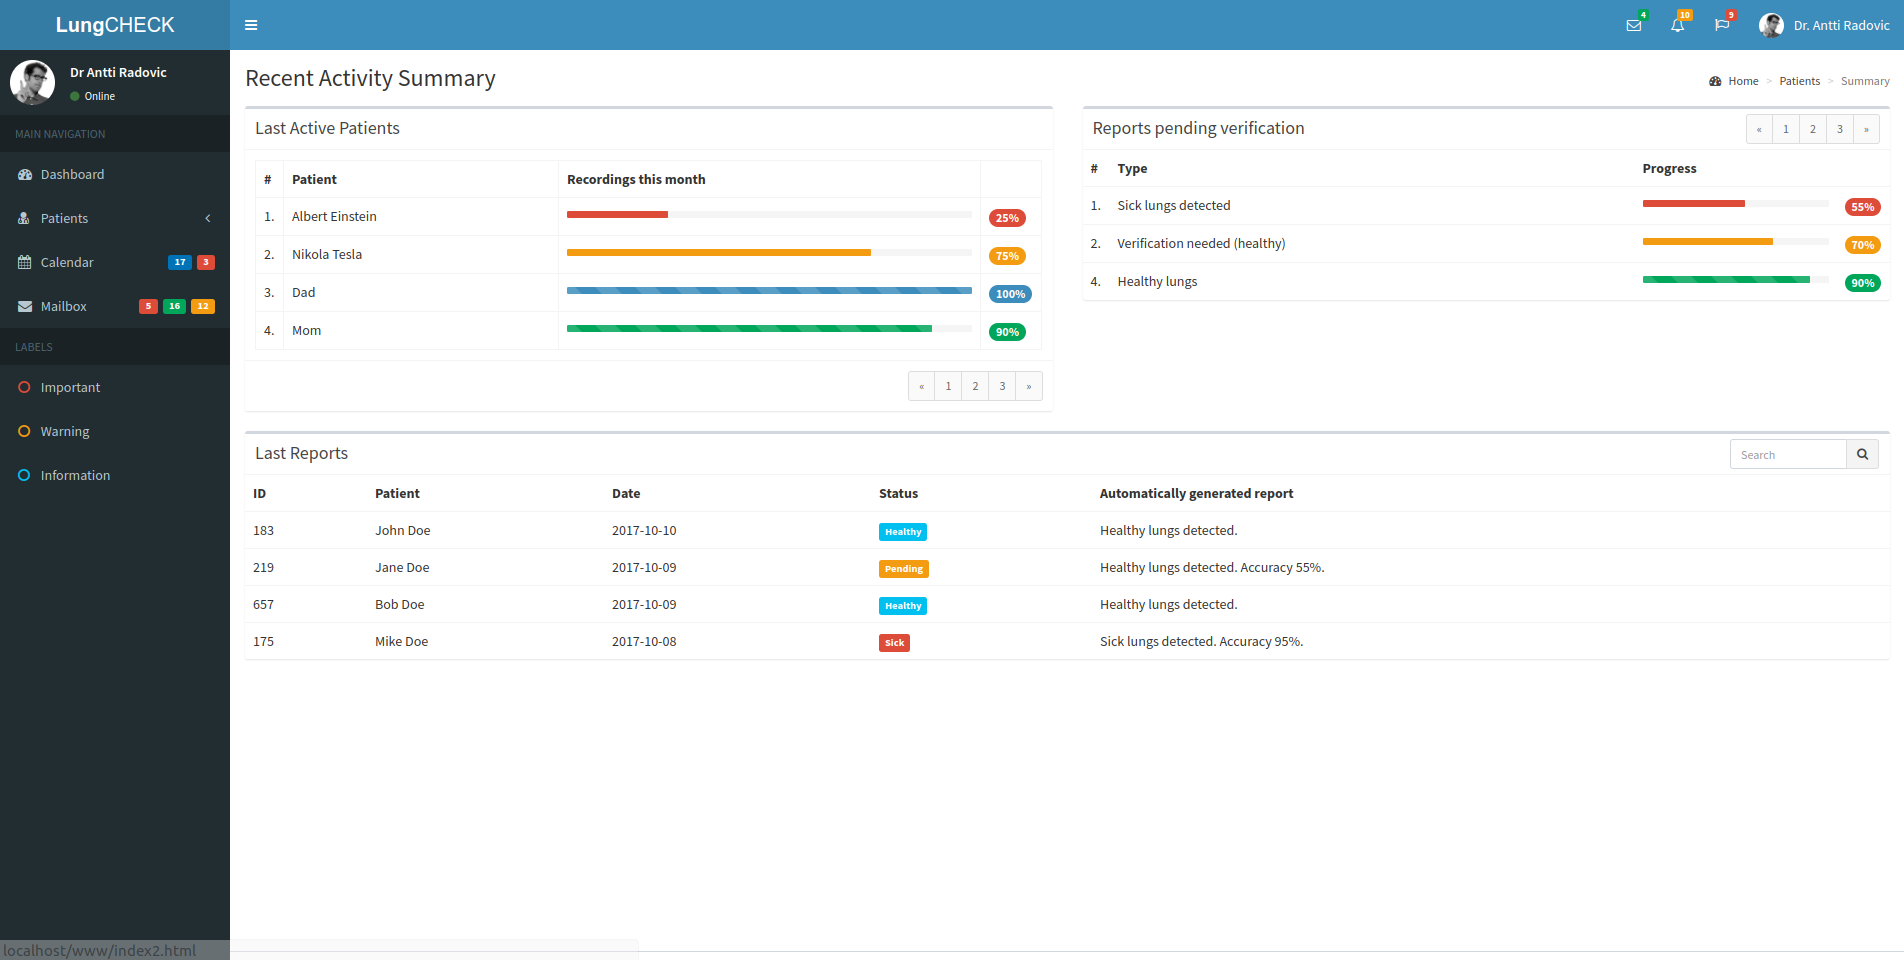 LungCHECK
4
10
9
Dr. Antti Radovic
Dr Antti Radovic
Online
MAIN NAVIGATION
Dashboard
Patients
Calendar 17 3
Mailbox 5 16 12
LABELS
Important
Warning
Information
Recent Activity Summary
Home > Patients > Summary
Last Active Patients
# Patient Recordings this month
1. Albert Einstein 25%
2. Nikola Tesla 75%
3. Dad 100%
4. Mom 90%
« 1 2 3 »
Reports pending verification
« 1 2 3 »
# Type Progress
1. Sick lungs detected 55%
2. Verification needed (healthy) 70%
4. Healthy lungs 90%
Last Reports
Search
ID Patient Date Status Automatically generated report
183 John Doe 2017-10-10 Healthy Healthy lungs detected.
219 Jane Doe 2017-10-09 Pending Healthy lungs detected. Accuracy 55%.
657 Bob Doe 2017-10-09 Healthy Healthy lungs detected.
175 Mike Doe 2017-10-08 Sick Sick lungs detected. Accuracy 95%.
localhost/www/index2.html